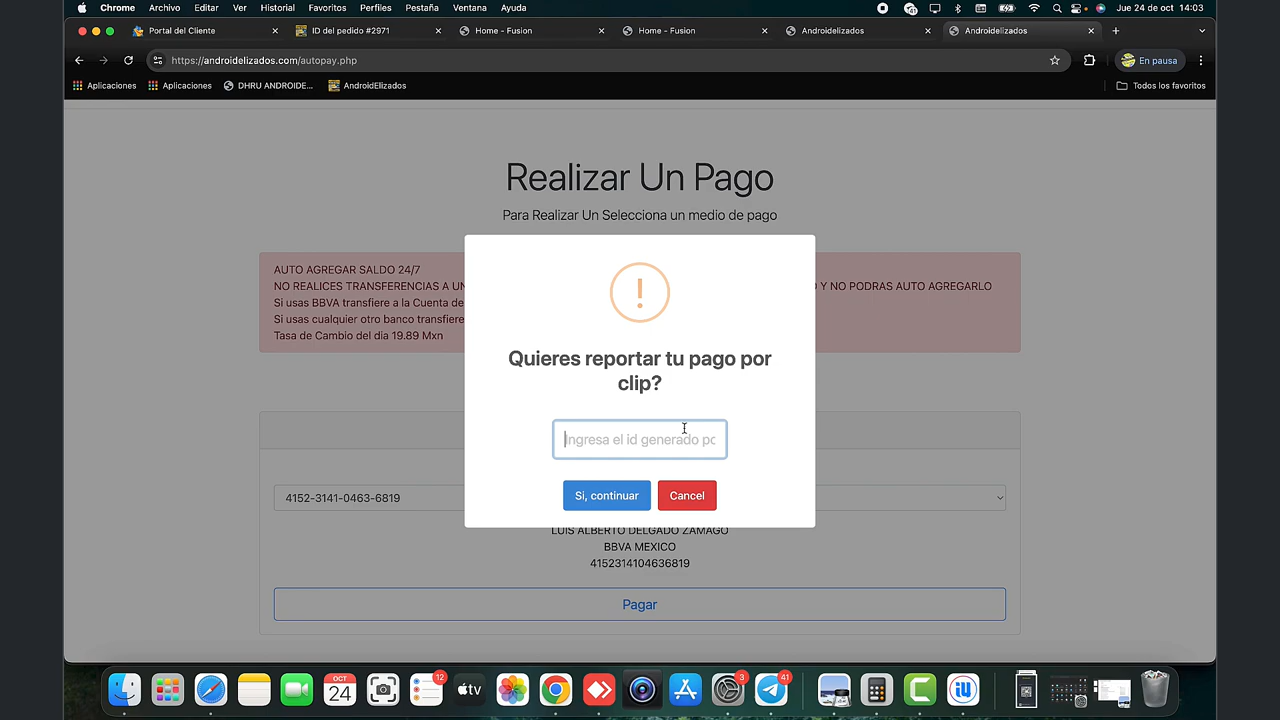 Chrome Archivo Editar Ver Historial Favoritos Perfiles Pestaña Ventana Ayuda
Jue 24 de oct 14:03
Portal del Cliente
ID del pedido #2971
Home - Fusion
Home - Fusion
Androidelizados
Androidelizados
https://androidelizados.com/autopay.php
En pausa
Aplicaciones
Aplicaciones
DHRU ANDROIDE...
AndroidElizados
Todos los favoritos
Realizar Un Pago
Para Realizar Un Selecciona un medio de pago
AUTO AGREGAR SALDO 24/7
NO REALICES TRANSFERENCIAS A Y NO PODRAS AUTO AGREGARLO
Si usas BBVA transfiere a la Cuenta de
Si usas cualquier otro banco transfiere
Tasa de Cambio del dia 19.89 Mxn
Quieres reportar tu pago por
clip?
Ingresa el id generado
Si, continuar
Cancel
4152-3141-0463-6819
LUIS ALBERTO DELGADO ZAMAGO
BBVA MEXICO
4152314104636819
Pagar
OCT
24
12
tv
3
41